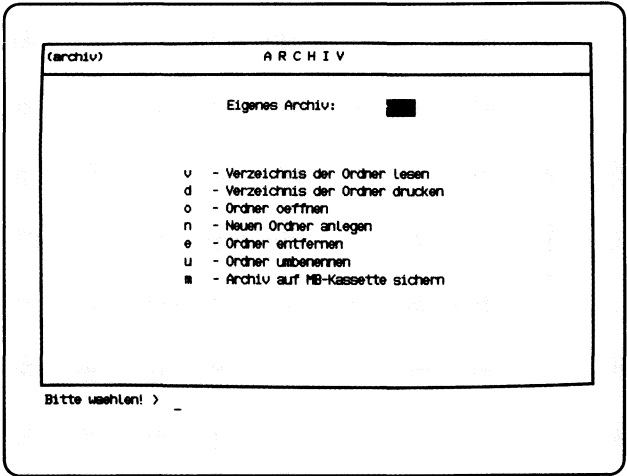 (archiv) A R C H I V
Eigenes Archiv:
v - Verzeichnis der Ordner lesen
d - Verzeichnis der Ordner drucken
o - Ordner oeffnen
n - Neuen Ordner anlegen
e - Ordner entfernen
u - Ordner umbenennen
m - Archiv auf MB-Kassette sichern
Bitte waehlen! > _